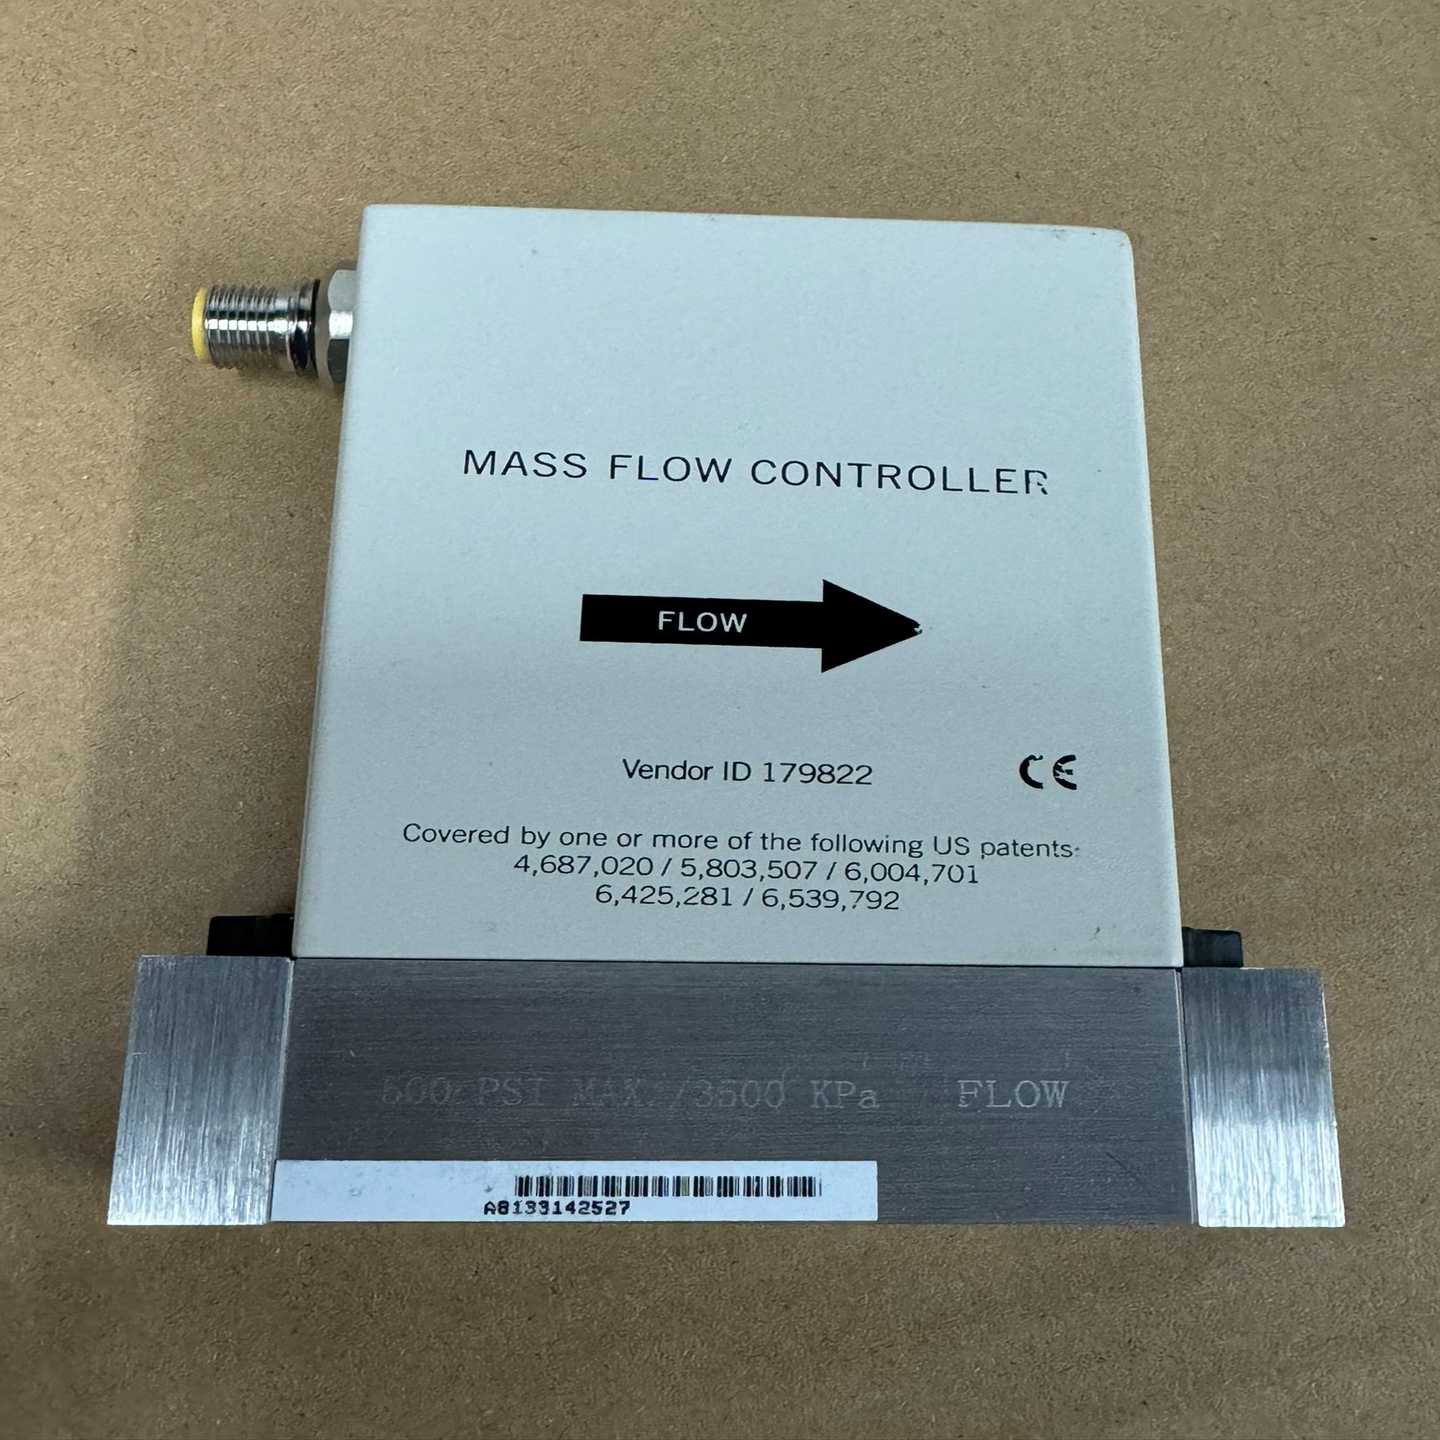 MASS FLOW CONTROLLER
FLOW
Vendor ID 179822 CE
Covered by one or more of the following US patents:
4,687,020 / 5,803,507 / 6,004,701
6,425,281 / 6,539,792
PSI MAX. KPa FLOW
A8133142527